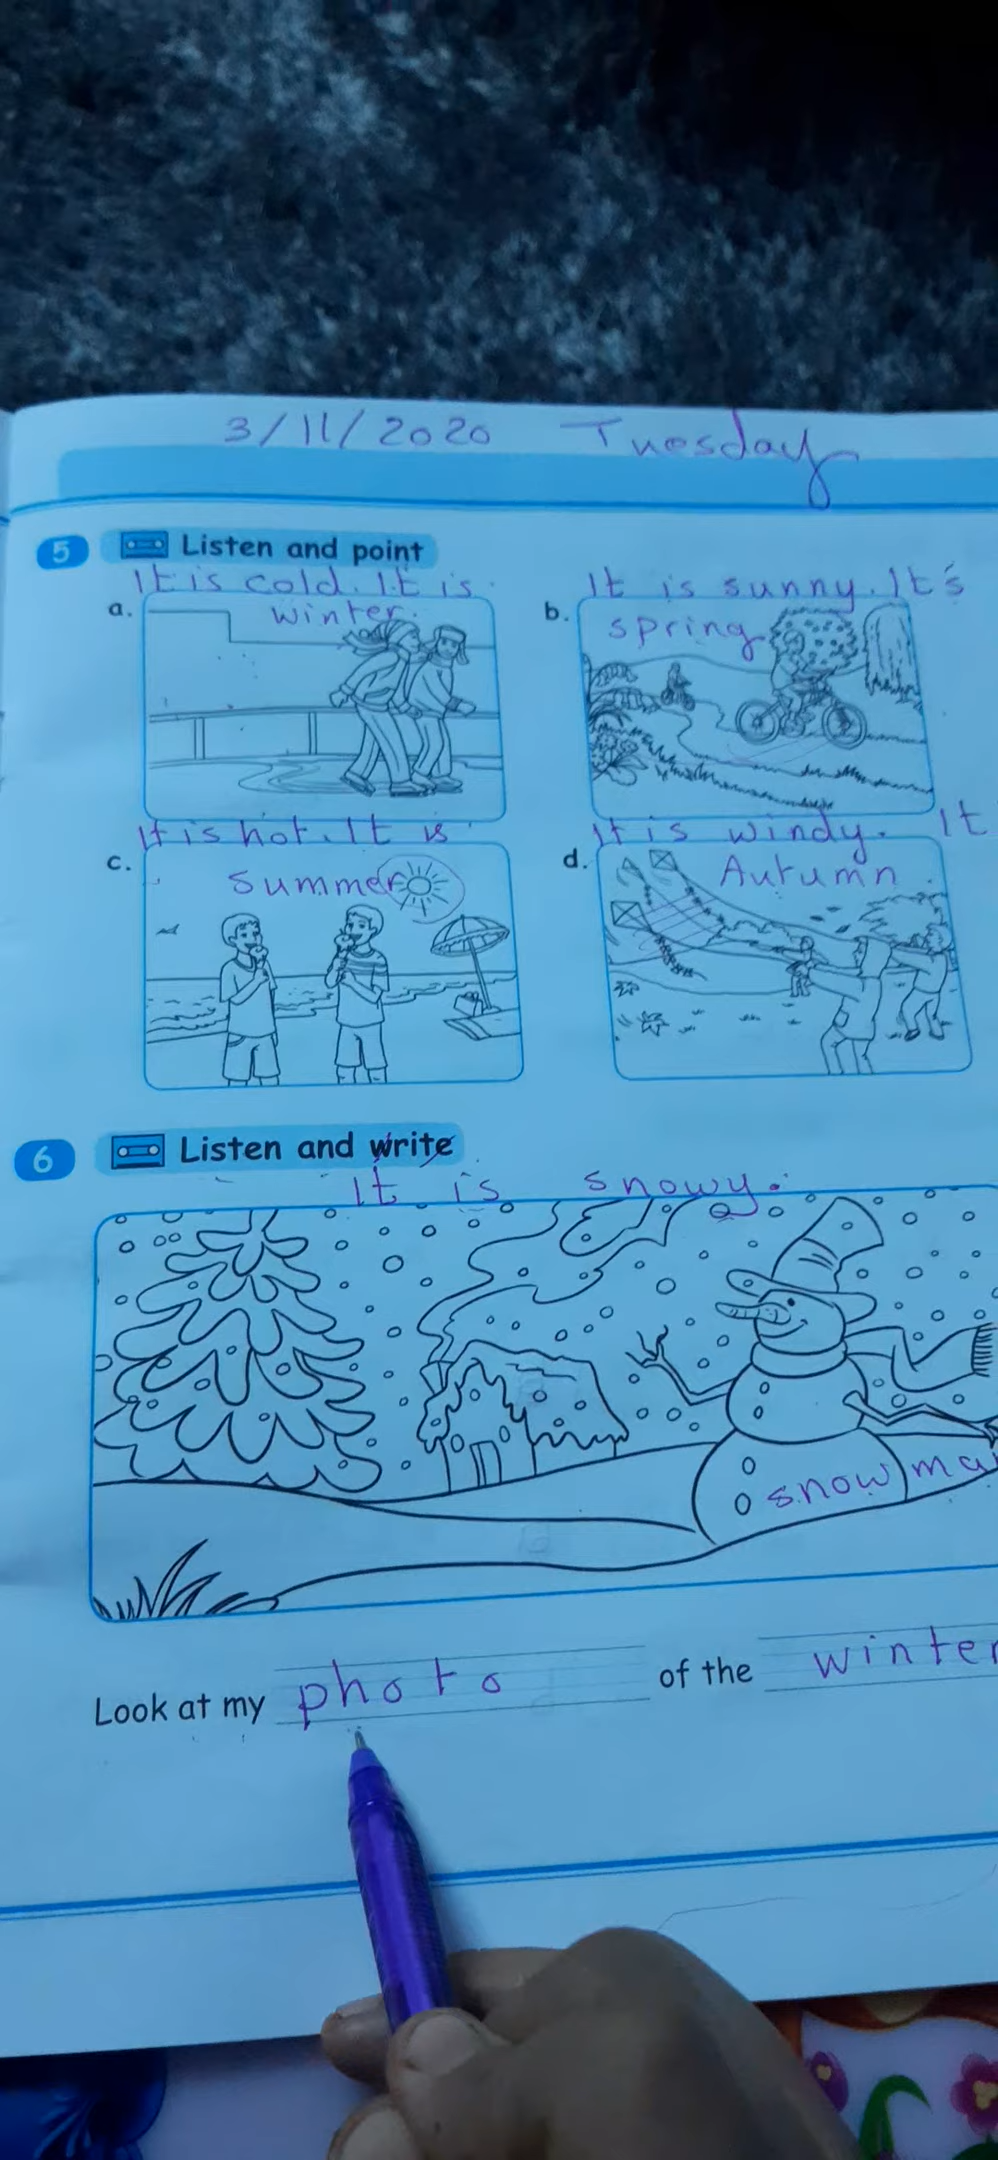 3/11/2020 Tuesday
5 Listen and point
It is cold. It is
a. winter.
It is sunny. It's
b. spring
It is hot. It is
c. summer
It is windy. It
d. Autumn
6 Listen and write
It is snowy.
snow ma
Look at my photo of the winter